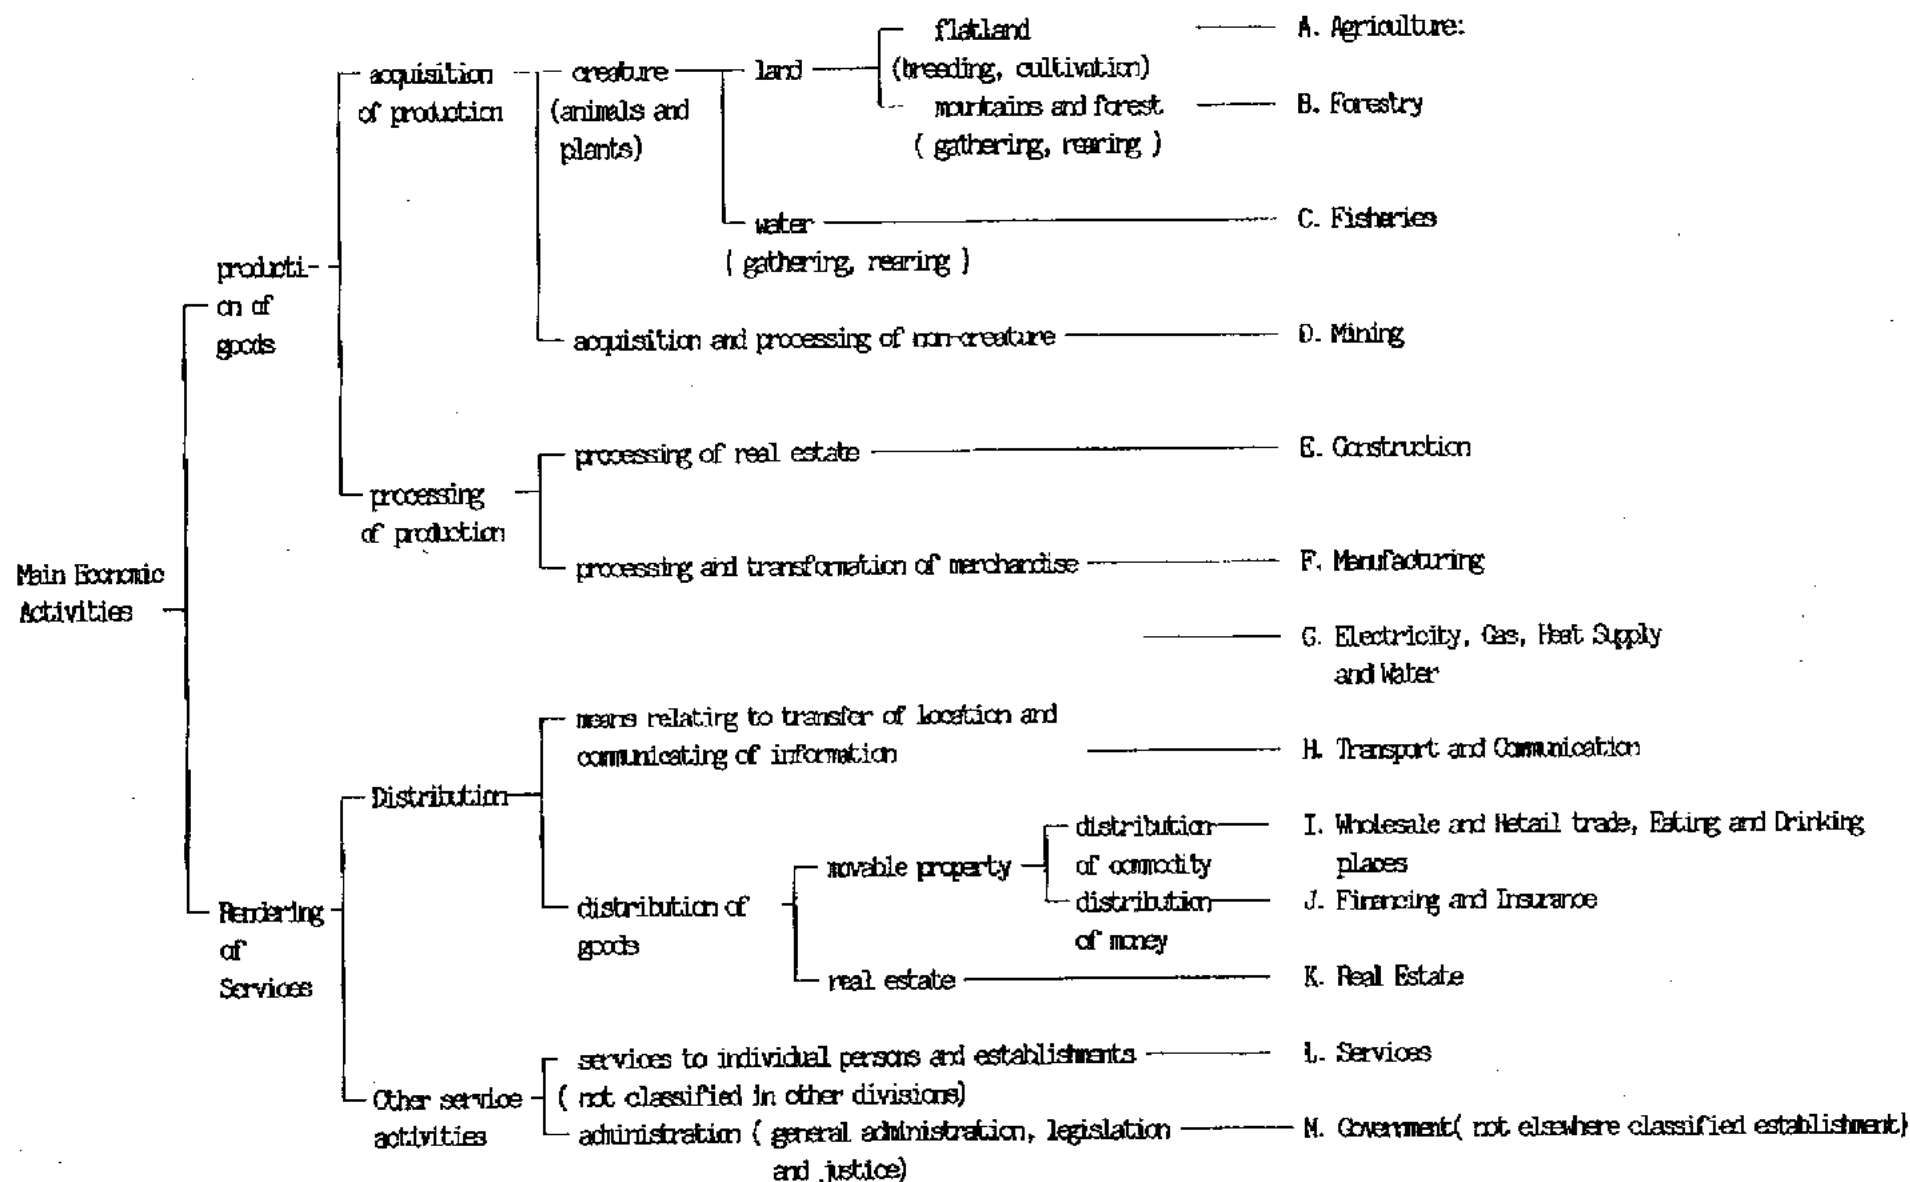 flatland
A. Agriculture:
acquisition
creature
land
(breeding, cultivation)
of production
(animals and
mountains and forest
B. Forestry
plants)
( gathering, rearing )
water
C. Fisheries
( gathering, rearing )
producti-
on of
goods
acquisition and processing of non-creature
D. Mining
processing of real estate
E. Construction
processing
of production
processing and transformation of merchandise
F. Manufacturing
Main Economic
Activities
G. Electricity, Gas, Heat Supply
and Water
means relating to transfer of location and
communicating of information
H. Transport and Communication
Distribution
distribution
of commodity
I. Wholesale and Retail trade, Eating and Drinking
places
movable property
distribution
of money
J. Financing and Insurance
distribution of
goods
Rendering
of
Services
real estate
K. Real Estate
services to individual persons and establishments
L. Services
( not classified in other divisions)
Other service
activities
administration ( general administration, legislation
and justice)
M. Government( not elsewhere classified establishment)